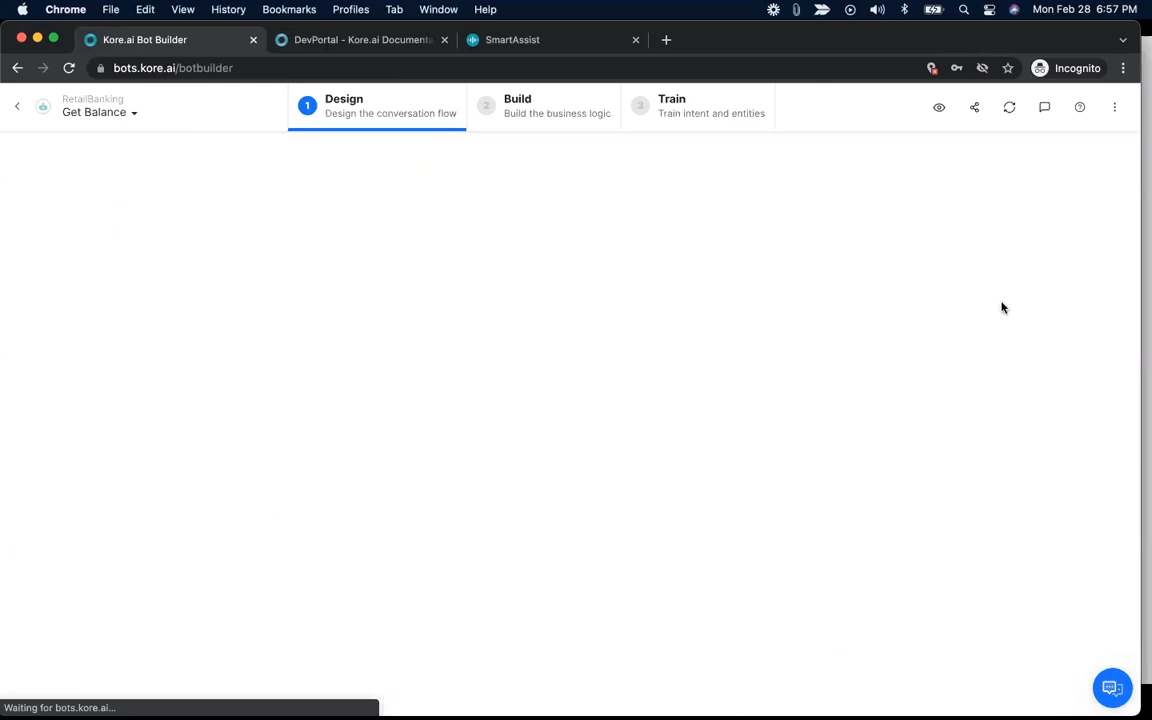 Chrome File Edit View History Bookmarks Profiles Tab Window Help Mon Feb 28 6:57 PM
Kore.ai Bot Builder DevPortal - Kore.ai Documenta SmartAssist
bots.kore.ai/botbuilder Incognito
RetailBanking
Get Balance
1 Design
Design the conversation flow
2 Build
Build the business logic
3 Train
Train intent and entities
Waiting for bots.kore.ai...